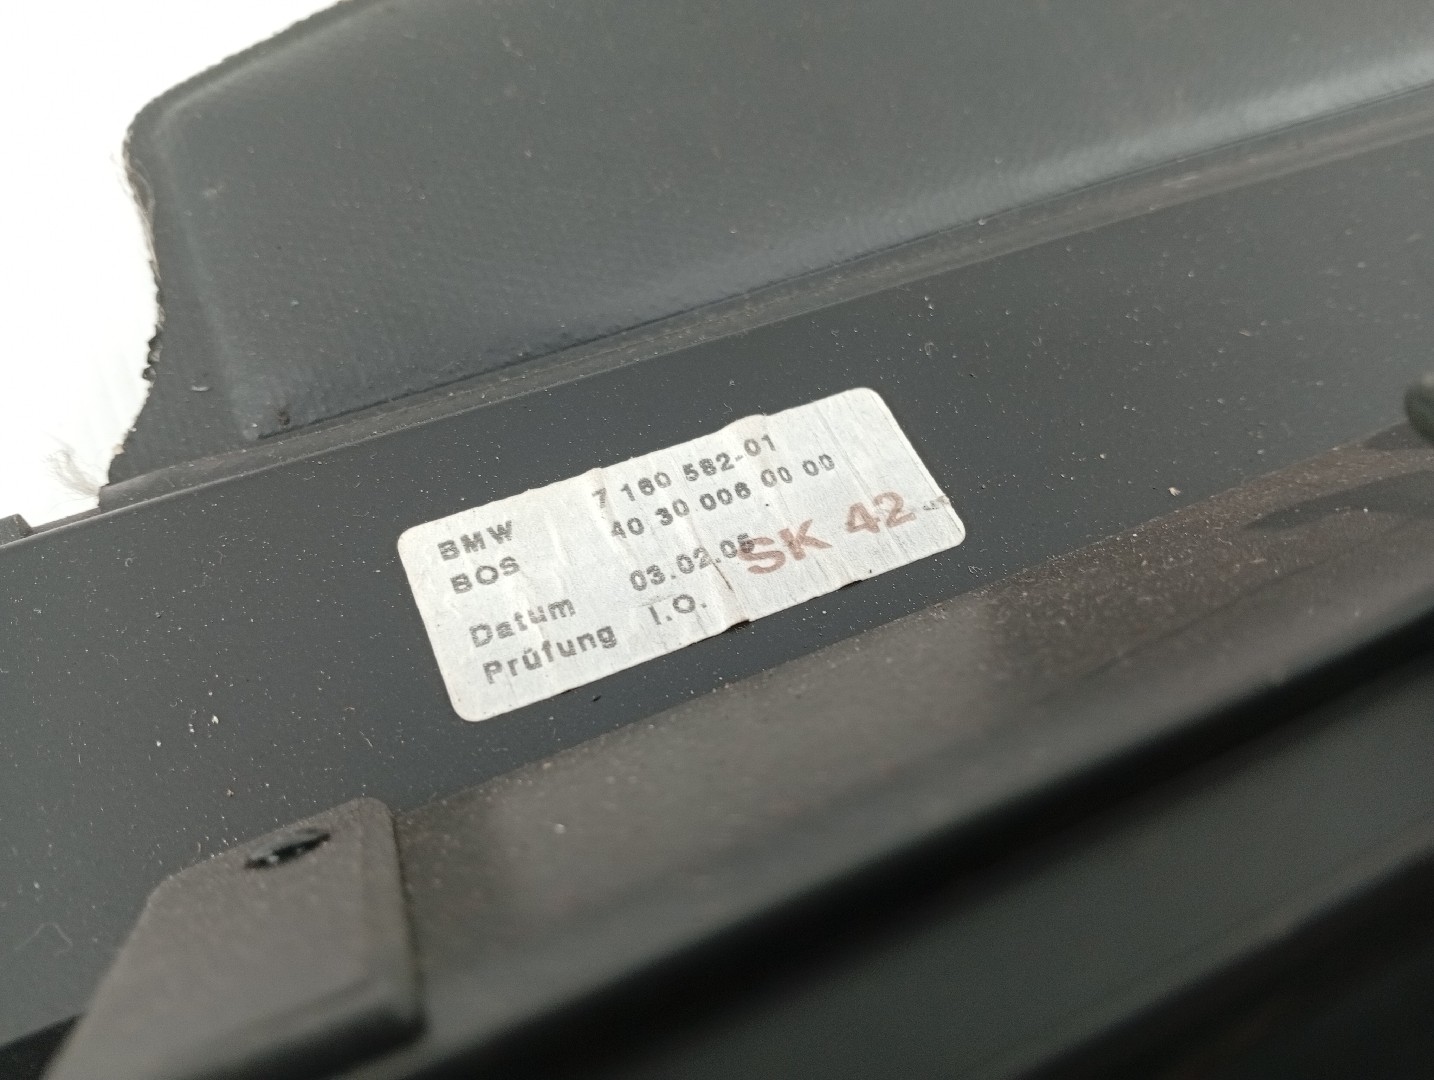 BMW 7 160 582-01
BOS 40 30 006 00 00
Datum 03.02.05
Prüfung I.O.
SK 42